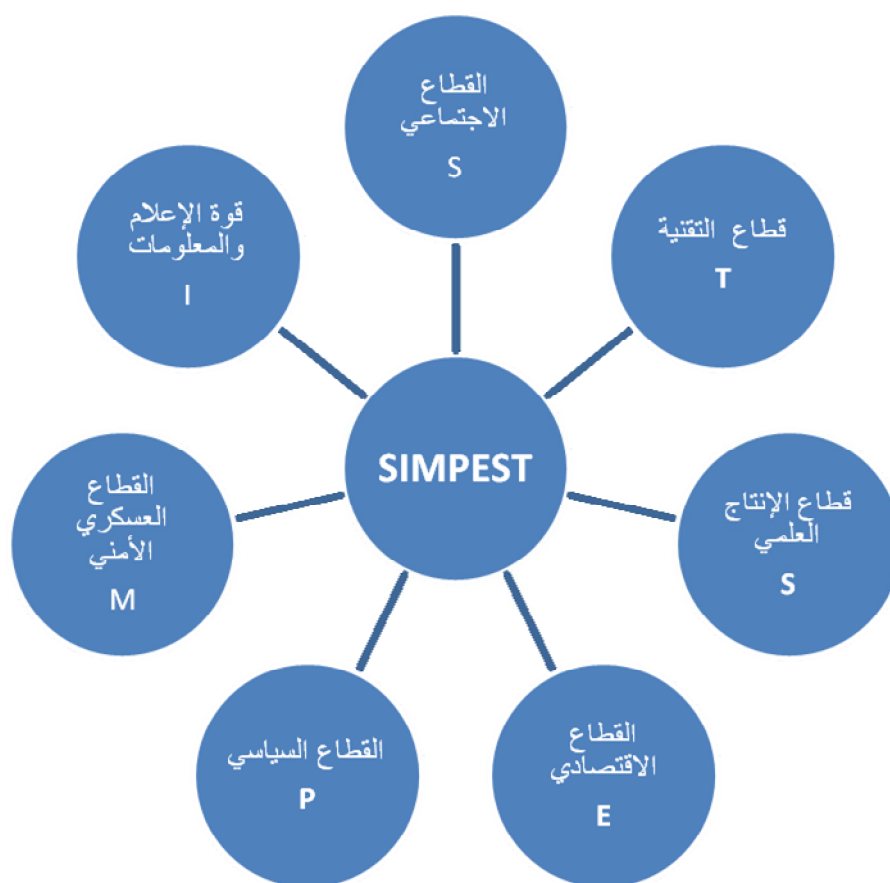 القطاع
الاجتماعي
S
قوة الإعلام
والمعلومات
I
قطاع التقنية
T
SIMPEST
القطاع
العسكري
الأمني
M
قطاع الإنتاج
العلمي
S
القطاع السياسي
P
القطاع
الاقتصادي
E